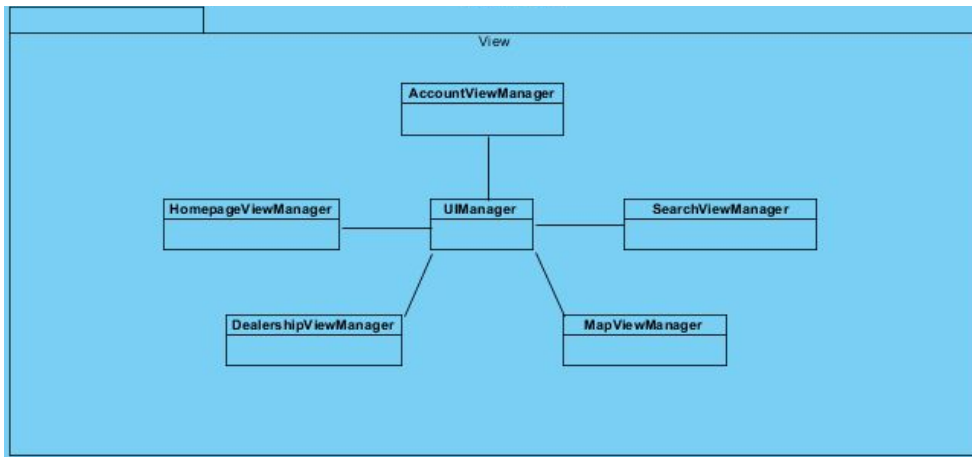 View
AccountViewManager
HomepageViewManager
UIManager
SearchViewManager
DealershipViewManager
MapViewManager